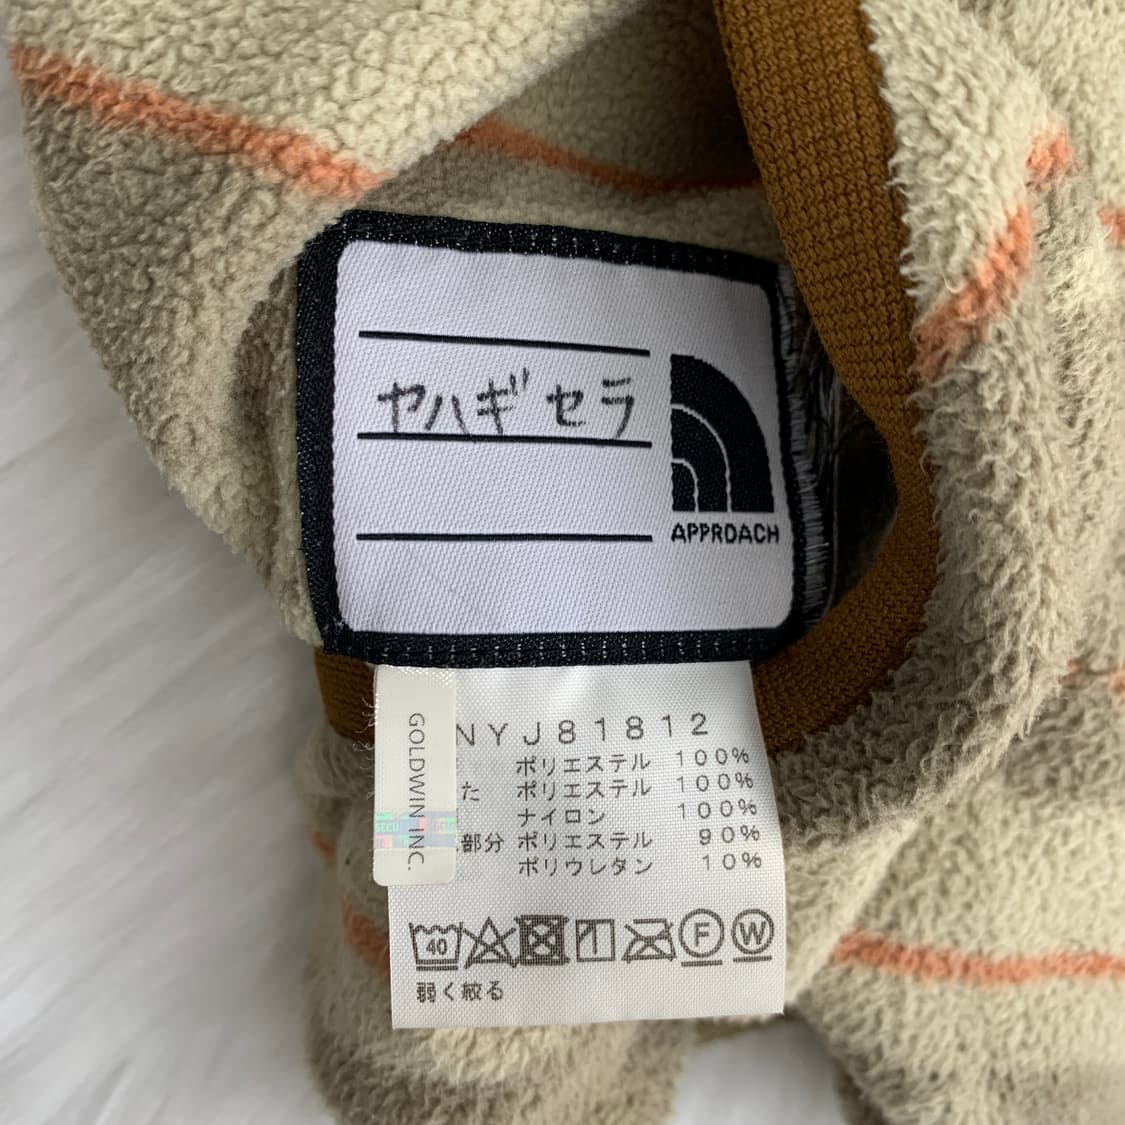 ヤハギ セラ
APPROACH
NYJ81812
ポリエステル 100%
た ポリエステル 100%
ナイロン 100%
部分 ポリエステル 90%
ポリウレタン 10%
GOLDWIN INC.
SECU
40
F
W
弱く絞る